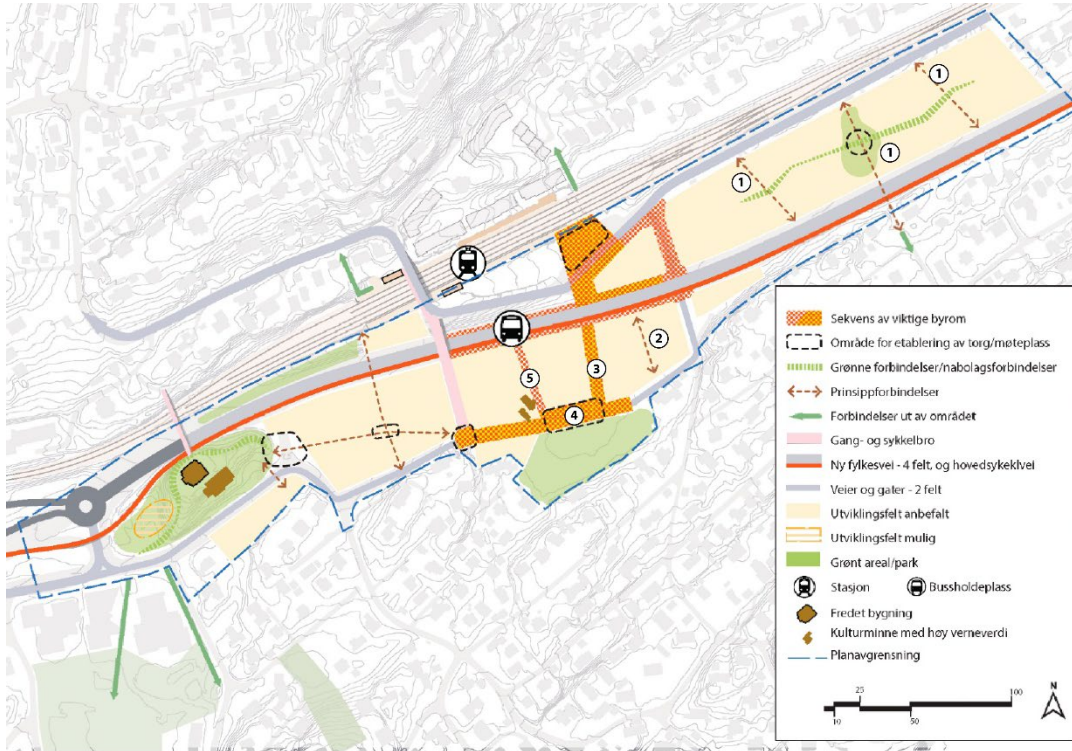 1
1
1
1
2
3
5
4
Sekvens av viktige byrom
Område for etablering av torg/møteplass
Grønne forbindelser/nabolagsforbindelser
Prinsippforbindelser
Forbindelser ut av området
Gang- og sykkelbro
Ny fylkesvei - 4 felt, og hovedsykeklvei
Veier og gater - 2 felt
Utviklingsfelt anbefalt
Utviklingsfelt mulig
Grønt areal/park
Stasjon
Bussholdeplass
Fredet bygning
Kulturminne med høy verneverdi
Planavgrensning
25
100
10
50
N